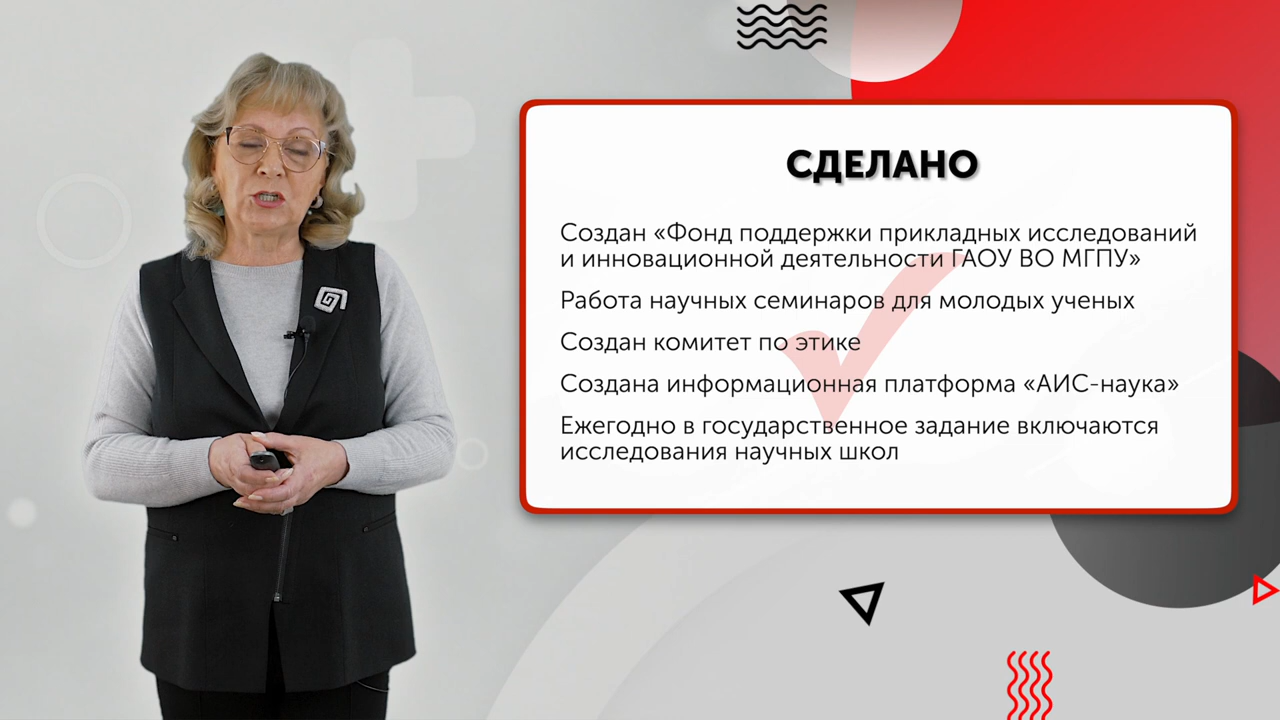 СДЕЛАНО
Создан «Фонд поддержки прикладных исследований
и инновационной деятельности ГАОУ ВО МГПУ»
Работа научных семинаров для молодых ученых
Создан комитет по этике
Создана информационная платформа «АИС-наука»
Ежегодно в государственное задание включаются
исследования научных школ